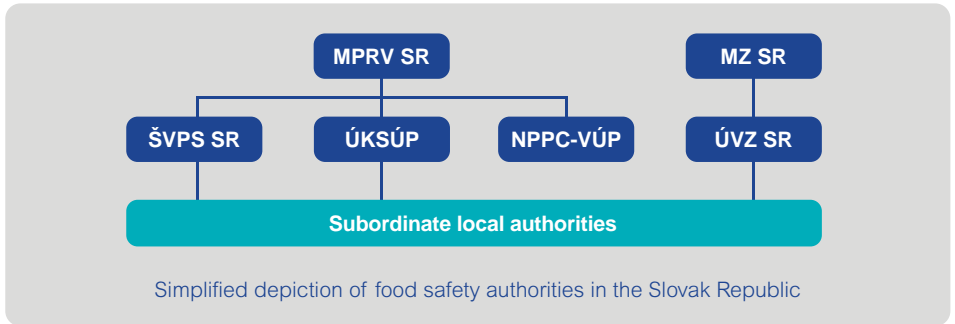 MPRV SR
MZ SR
ŠVPS SR
ÚKSÚP
NPPC-VÚP
ÚVZ SR
Subordinate local authorities
Simplified depiction of food safety authorities in the Slovak Republic